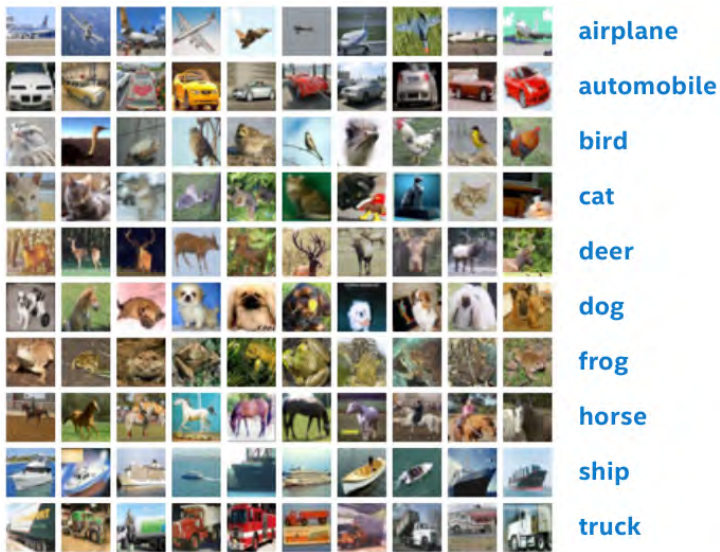 airplane
automobile
bird
cat
deer
dog
frog
horse
ship
truck